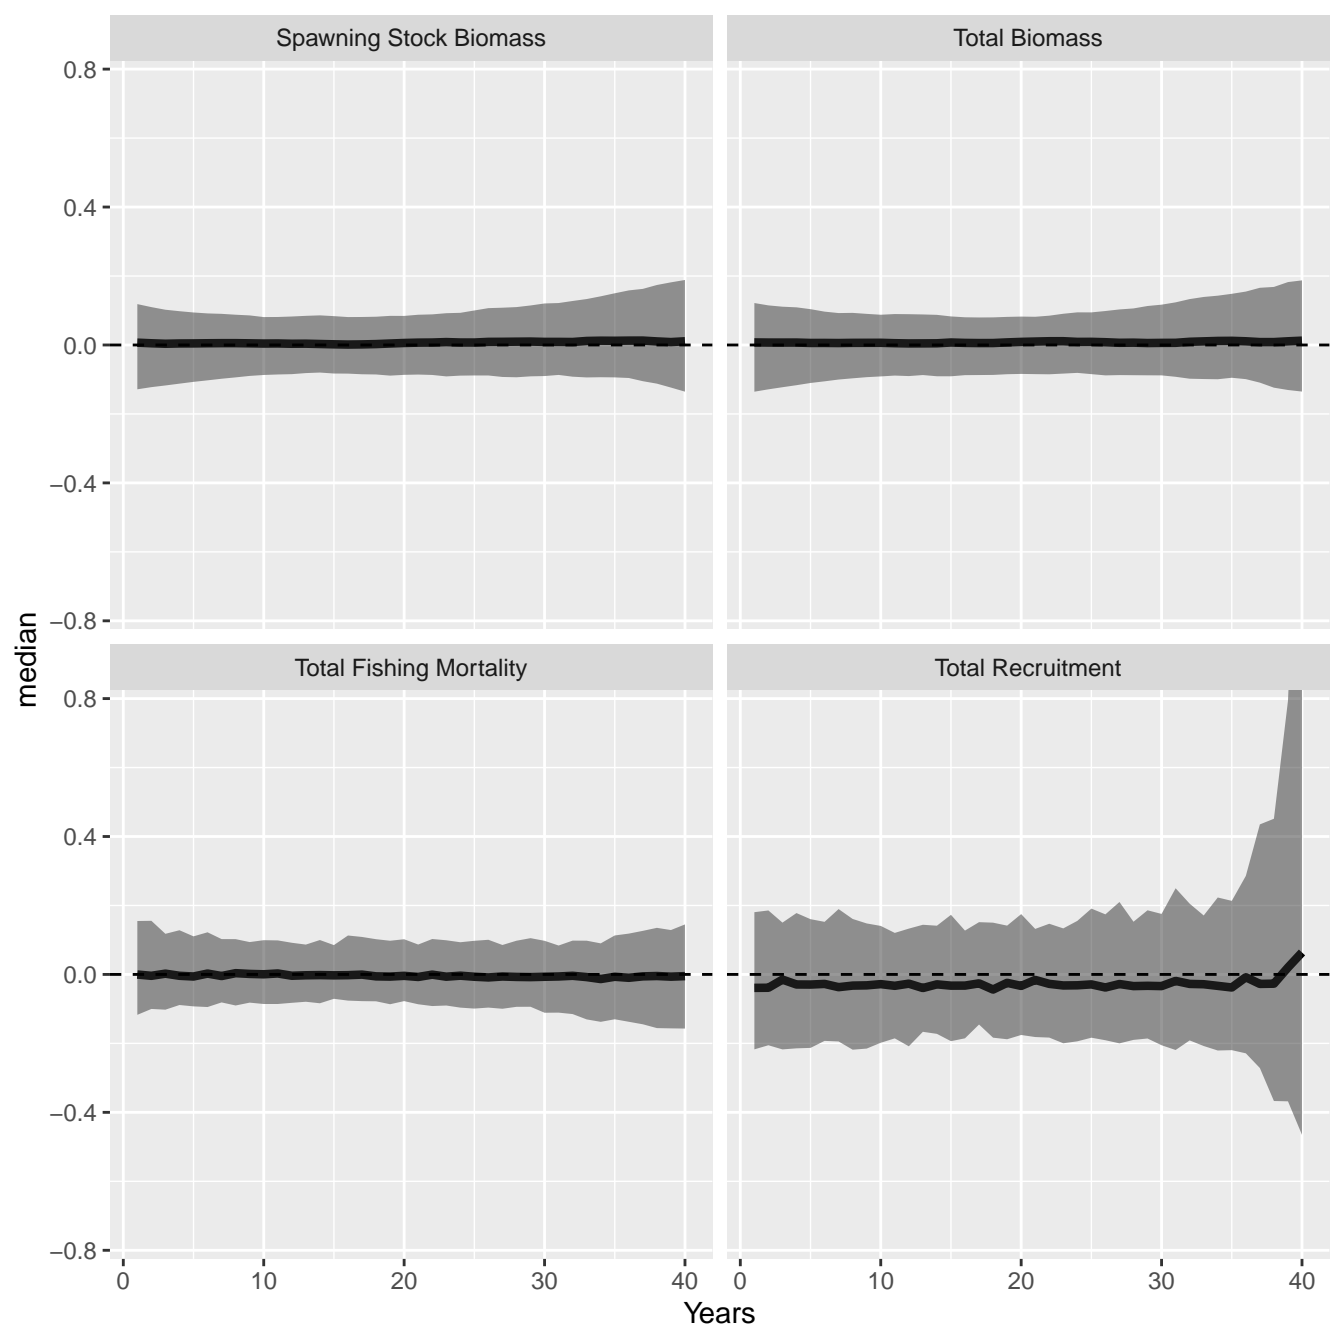 Spawning Stock Biomass
Total Biomass
0.8
0.4
0.0
−0.4
−0.8
median
Total Fishing Mortality
Total Recruitment
0.8
0.4
0.0
−0.4
−0.8
0 10 20 30 40
0 10 20 30 40
Years